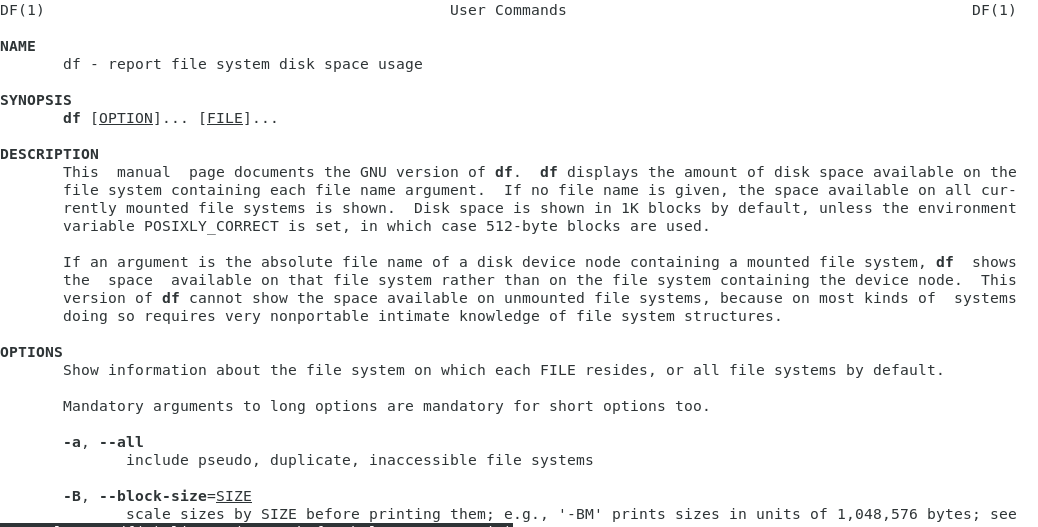 DF(1) User Commands DF(1)
NAME
df - report file system disk space usage
SYNOPSIS
df [OPTION]... [FILE]...
DESCRIPTION
This manual page documents the GNU version of df. df displays the amount of disk space available on the
file system containing each file name argument. If no file name is given, the space available on all cur-
rently mounted file systems is shown. Disk space is shown in 1K blocks by default, unless the environment
variable POSIXLY_CORRECT is set, in which case 512-byte blocks are used.
If an argument is the absolute file name of a disk device node containing a mounted file system, df shows
the space available on that file system rather than on the file system containing the device node. This
version of df cannot show the space available on unmounted file systems, because on most kinds of systems
doing so requires very nonportable intimate knowledge of file system structures.
OPTIONS
Show information about the file system on which each FILE resides, or all file systems by default.
Mandatory arguments to long options are mandatory for short options too.
-a, --all
include pseudo, duplicate, inaccessible file systems
-B, --block-size=SIZE
scale sizes by SIZE before printing them; e.g., '-BM' prints sizes in units of 1,048,576 bytes; see